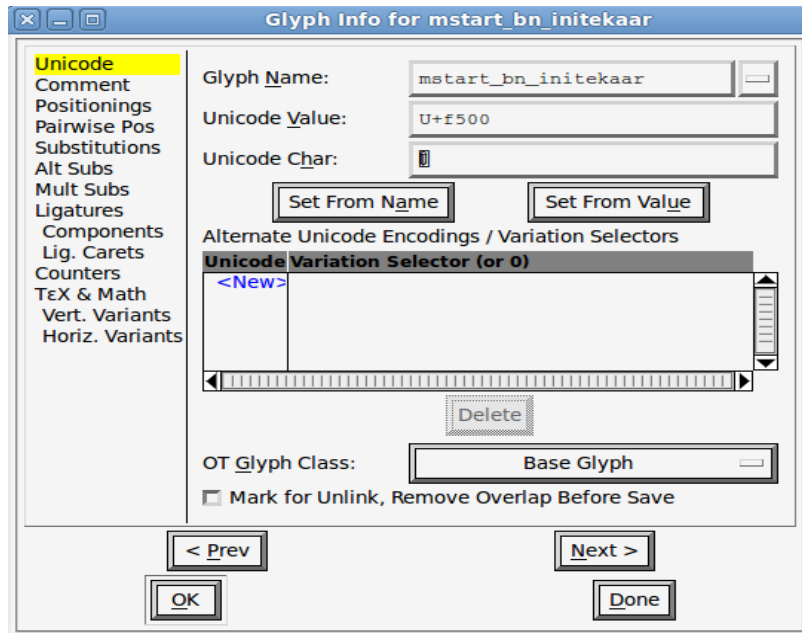 Glyph Info for mstart_bn_initekaar
Unicode
Comment
Positionings
Pairwise Pos
Substitutions
Alt Subs
Mult Subs
Ligatures
Components
Lig. Carets
Counters
TεX & Math
Vert. Variants
Horiz. Variants
Glyph Name: mstart_bn_initekaar
Unicode Value: U+f500
Unicode Char:
Set From Name Set From Value
Alternate Unicode Encodings / Variation Selectors
Unicode Variation Selector (or 0)
<New>
Delete
OT Glyph Class: Base Glyph
Mark for Unlink, Remove Overlap Before Save
< Prev Next >
OK Done